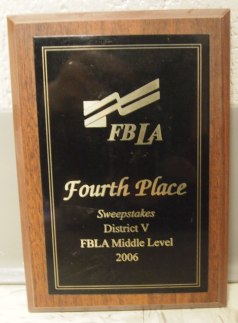 FBLA
Fourth Place
Sweepstakes
District V
FBLA Middle Level
2006